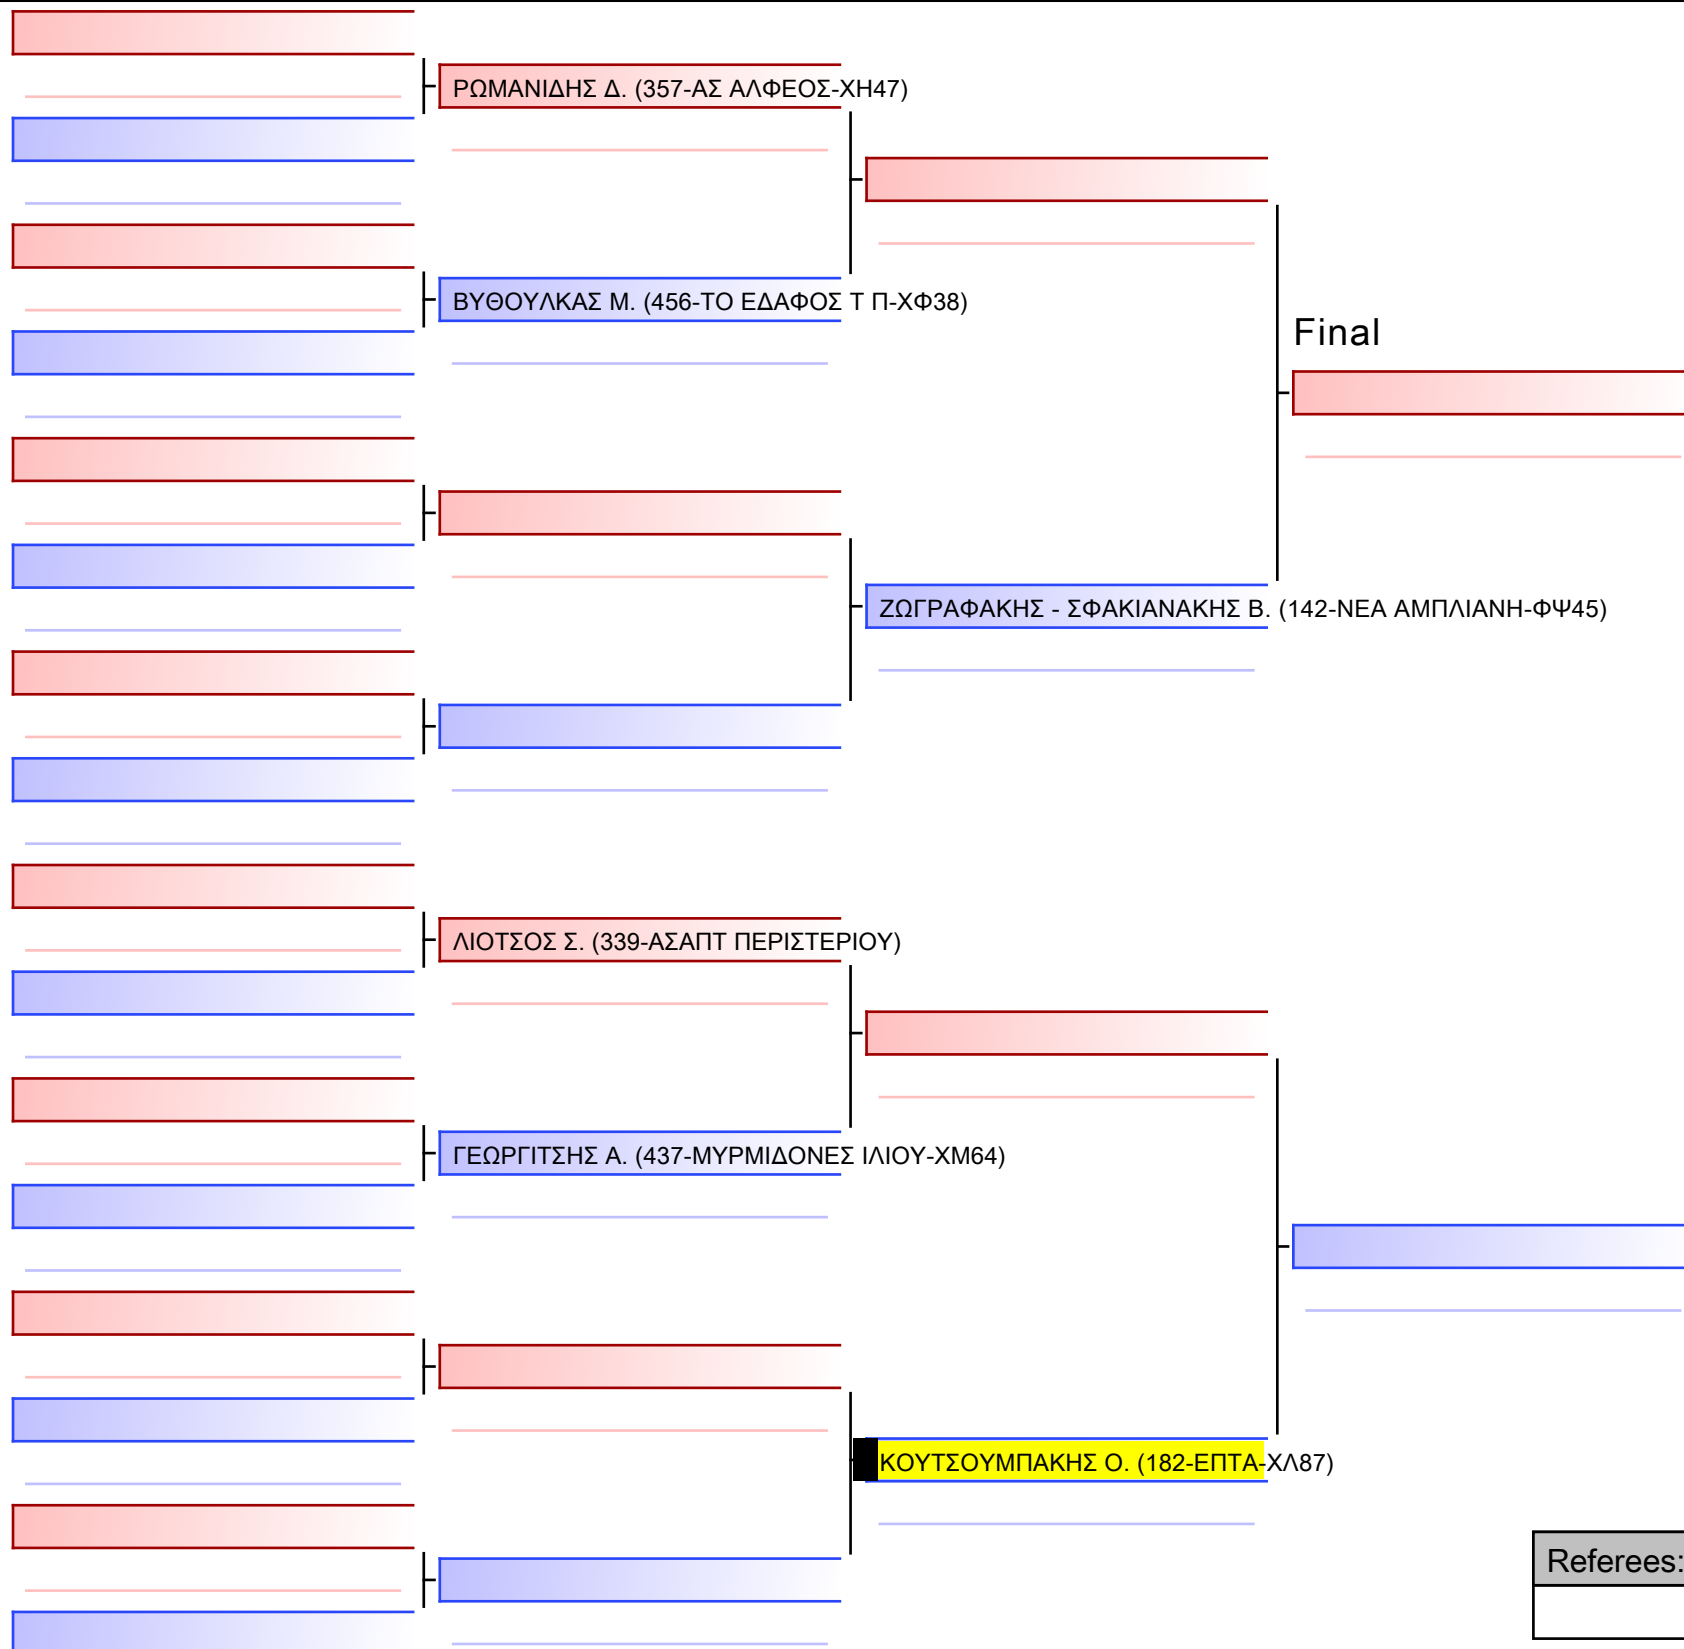 ΡΩΜΑΝΙΔΗΣ Δ. (357-ΑΣ ΑΛΦΕΟΣ-ΧΗ47)
ΒΥΘΟΥΛΚΑΣ Μ. (456-ΤΟ ΕΔΑΦΟΣ Τ Π-ΧΦ38)
Final
ΖΩΓΡΑΦΑΚΗΣ - ΣΦΑΚΙΑΝΑΚΗΣ Β. (142-ΝΕΑ ΑΜΠΛΙΑΝΗ-ΦΨ45)
ΛΙΟΤΣΟΣ Σ. (339-ΑΣΑΠΤ ΠΕΡΙΣΤΕΡΙΟΥ)
ΓΕΩΡΓΙΤΣΗΣ Α. (437-ΜΥΡΜΙΔΟΝΕΣ ΙΛΙΟΥ-ΧΜ64)
ΚΟΥΤΣΟΥΜΠΑΚΗΣ Ο. (182-ΕΠΤΑ-ΧΛ87)
Referees: